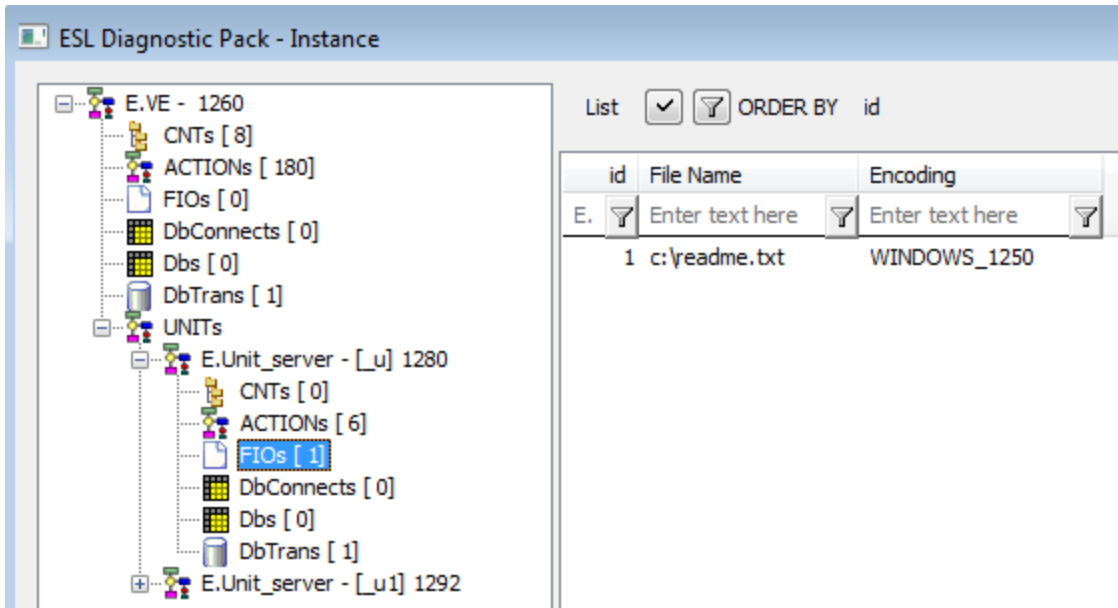 ESL Diagnostic Pack - Instance
E.VE - 1260
CNTs [ 8]
ACTIONs [ 180]
FIOs [ 0]
DbConnects [ 0]
Dbs [ 0]
DbTrans [ 1]
UNITs
E.Unit_server - [_u] 1280
CNTs [ 0]
ACTIONs [ 6]
FIOs [ 1]
DbConnects [ 0]
Dbs [ 0]
DbTrans [ 1]
E.Unit_server - [_u1] 1292
List ORDER BY id
id File Name Encoding
E. Enter text here Enter text here
1 c:\readme.txt WINDOWS_1250